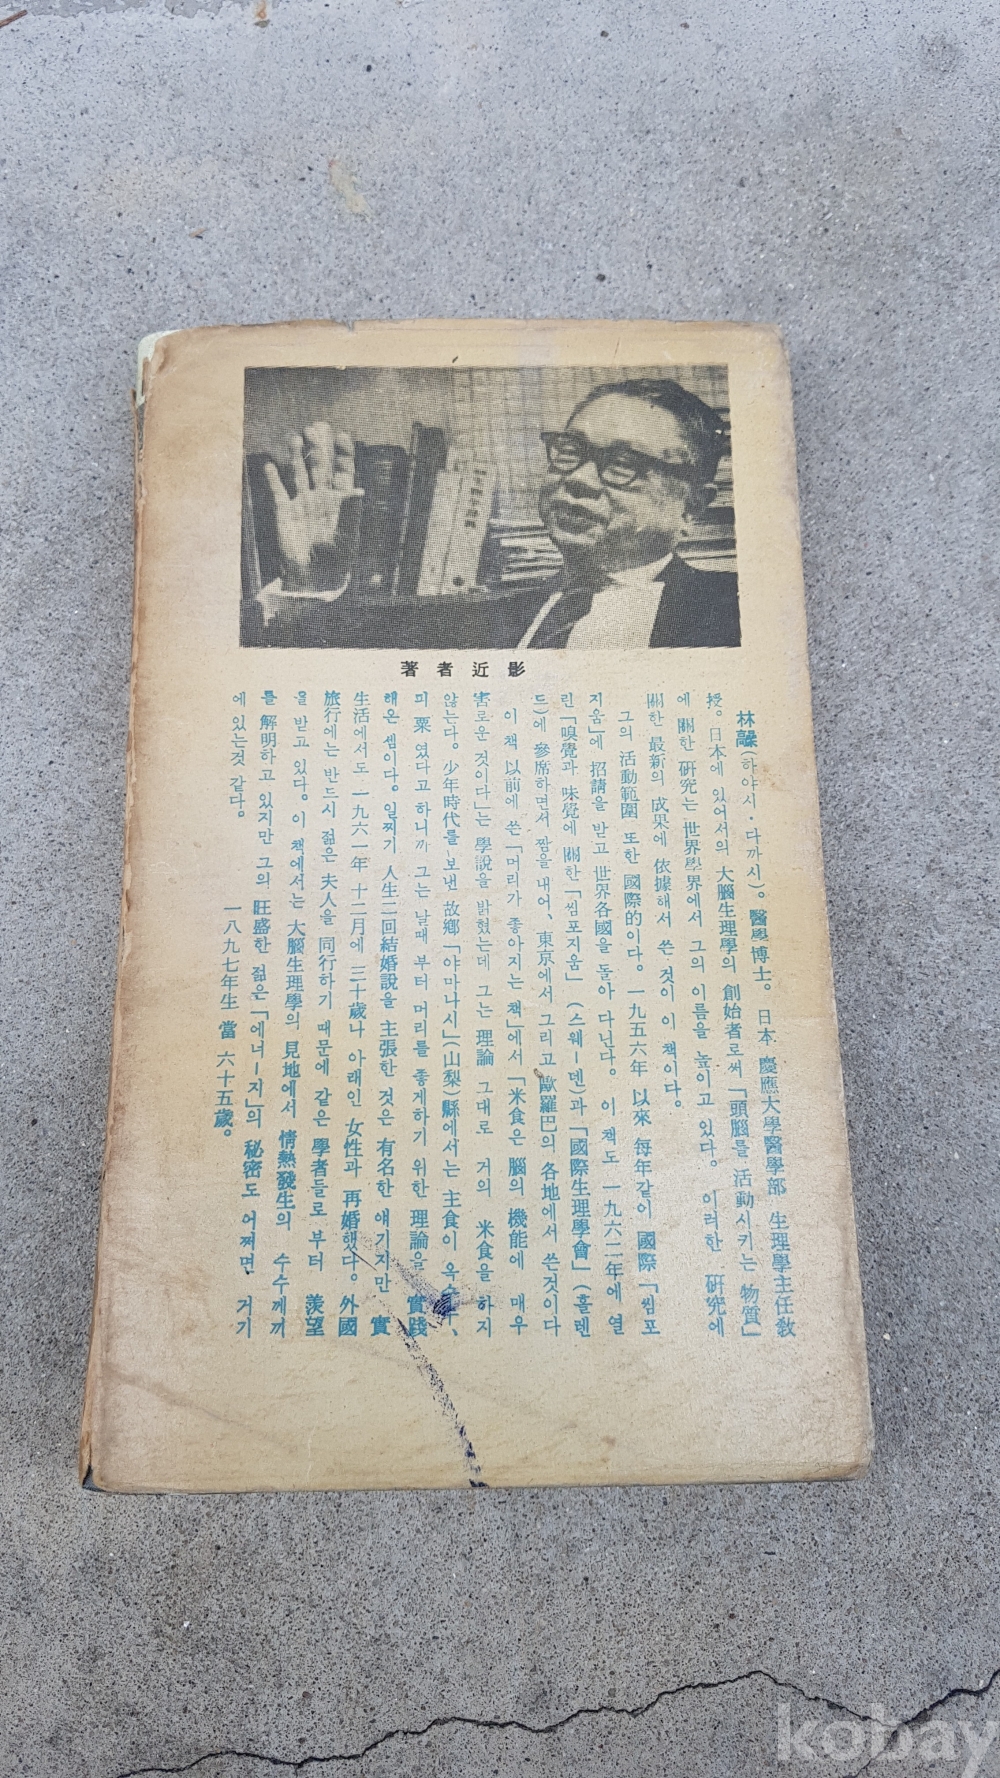 著者近影
林髞(하야시·다까시)。醫學博士。日本 慶應大學醫學部 生理學主任敎
授。日本에 있어서의 大腦生理學의 創始者로써 「頭腦를 活動시키는 物質」
에 關한 硏究는 世界學界에서 그의 이름을 높이고 있다。이러한 硏究에
關한 最新의 成果에 依據해서 쓴 것이 이 책이다。
그의 活動範圍 또한 國際的이다。一九五六年 以來 每年같이 國際「씸포
지움」에 招請을 받고 世界各國을 돌아 다닌다。 이 책도 一九六二年에 열
린「嗅覺과 味覺에 關한「씸포지움」(스웨ー덴)과「國際生理學會」(홀렌
드)에 參席하면서 짬을 내어、東京에서 그리고 歐羅巴의 各地에서 쓴것이다
이 책 以前에 쓴「머리가 좋아지는 책」에서「米食은 腦의 機能에 매우
害로운 것이다」는 學說을 밝혔는데 그는 理論 그대로 거의 米食을 하지
않는다。少年時代를 보낸 故鄕「야마나시」(山梨)縣에서는 主食이 옥수수、
피 粟 였다고 하니까 그는 날때 부터 머리를 좋게하기 위한 理論을 實踐
해온 셈이다。일찌기 人生二回結婚說을 主張한 것은 有名한 얘기지만 實
生活에서도 一九六一年 十二月에 三十歲나 아래인 女性과 再婚했다。外國
旅行에는 반드시 젊은 夫人을 同行하기 때문에 같은 學者들로 부터 羨望
을 받고 있다。이 책에서는 大腦生理學의 見地에서 情熱發生의 수수께끼
를 解明하고 있지만 그의 旺盛한 젊은「에너ー지」의 秘密도 어쩌면 거기
에 있는것 같다。
一八九七年生 當 六十五歲。
kobay